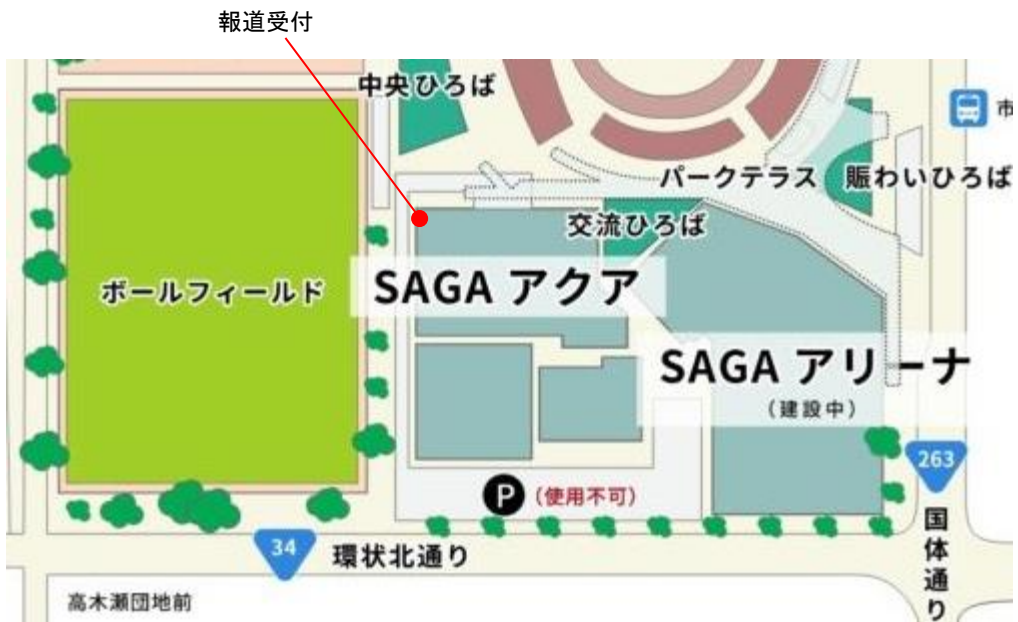 報道受付
中央ひろば
市
パークテラス
賑わいひろば
交流ひろば
ボールフィールド
SAGA アクア
SAGA アリーナ
(建設中)
263
P (使用不可)
国体通り
34
環状北通り
高木瀬団地前